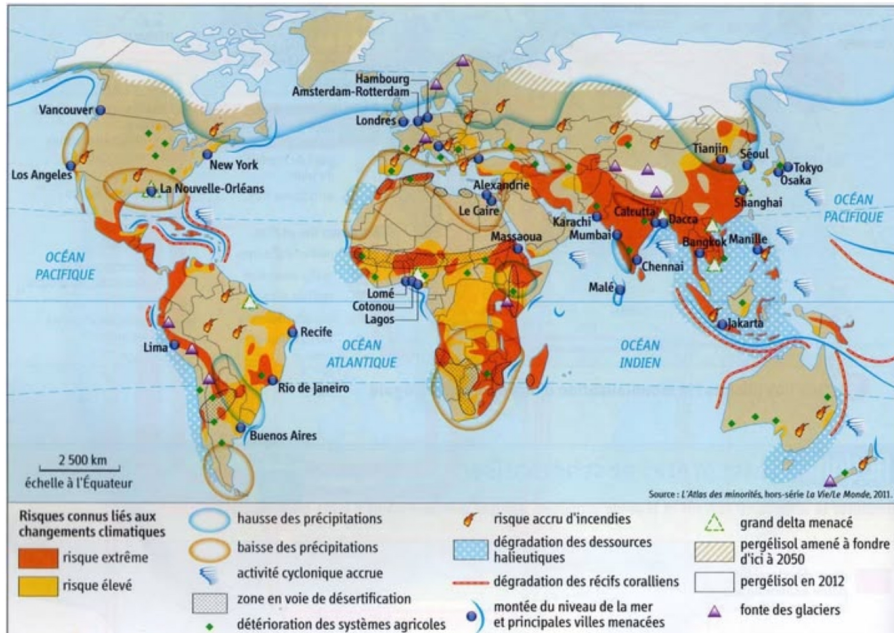 Hambourg
Amsterdam-Rotterdam
Vancouver
Londres
New York
Los Angeles
La Nouvelle-Orléans
Alexandrie
Le Caire
Tianjin
Séoul
Tokyo
Osaka
Shanghai
Karachi
Calcutta
Dacca
Mumbai
Massaoua
Bangkok
Manille
Chennai
Malé
Jakarta
OCÉAN
PACIFIQUE
OCÉAN
PACIFIQUE
Lomé
Cotonou
Lagos
Recife
Lima
OCÉAN
ATLANTIQUE
OCÉAN
INDIEN
Rio de Janeiro
Buenos Aires
2 500 km
échelle à l'Équateur
Source : L'Atlas des minorités, hors-série La Vie/Le Monde, 2011.
Risques connus liés aux
changements climatiques
risque extrême
risque élevé
hausse des précipitations
baisse des précipitations
activité cyclonique accrue
zone en voie de désertification
détérioration des systèmes agricoles
risque accru d'incendies
dégradation des dessources
halieutiques
dégradation des récifs coralliens
montée du niveau de la mer
et principales villes menacées
grand delta menacé
pergélisol amené à fondre
d'ici à 2050
pergélisol en 2012
fonte des glaciers